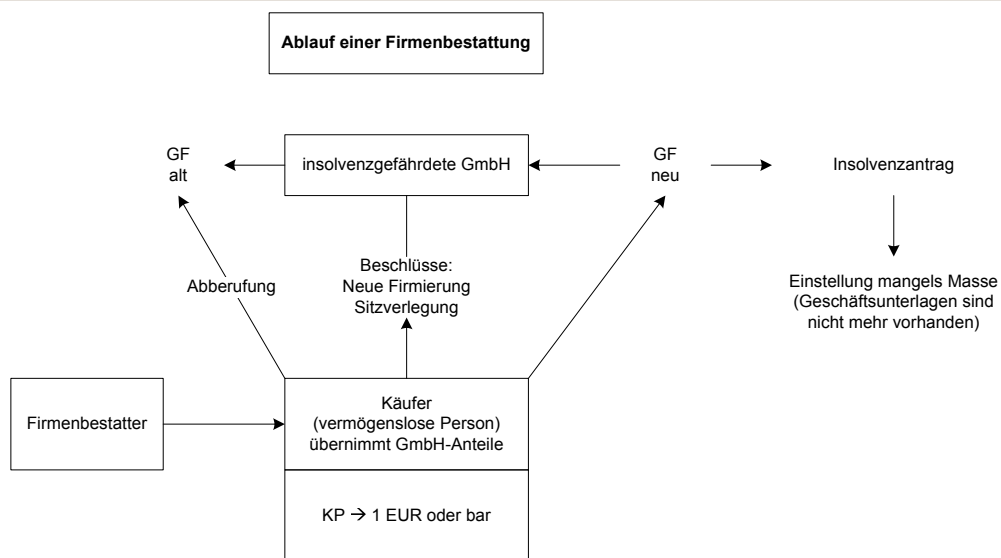 Ablauf einer Firmenbestattung
GF
alt
insolvenzgefährdete GmbH
GF
neu
Insolvenzantrag
Abberufung
Beschlüsse:
Neue Firmierung
Sitzverlegung
Einstellung mangels Masse
(Geschäftsunterlagen sind
nicht mehr vorhanden)
Firmenbestatter
Käufer
(vermögenslose Person)
übernimmt GmbH-Anteile
KP → 1 EUR oder bar